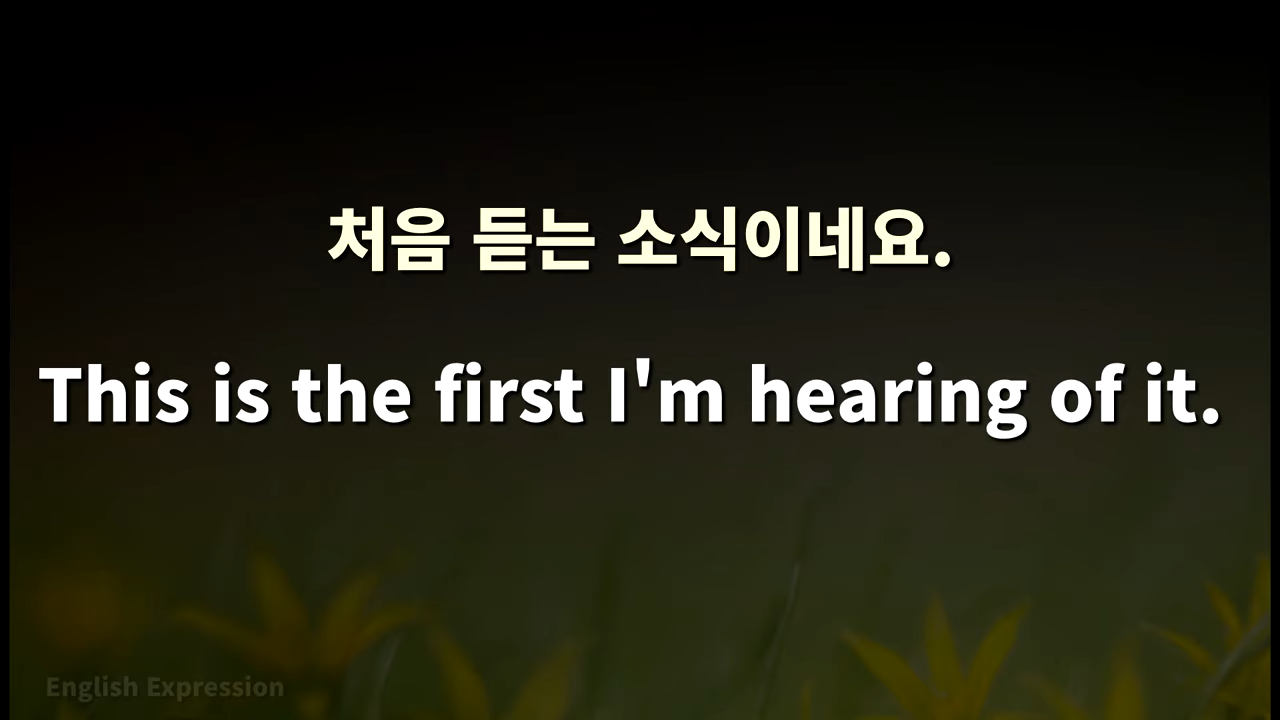 처음 듣는 소식이네요.
This is the first I'm hearing of it.
English Expression